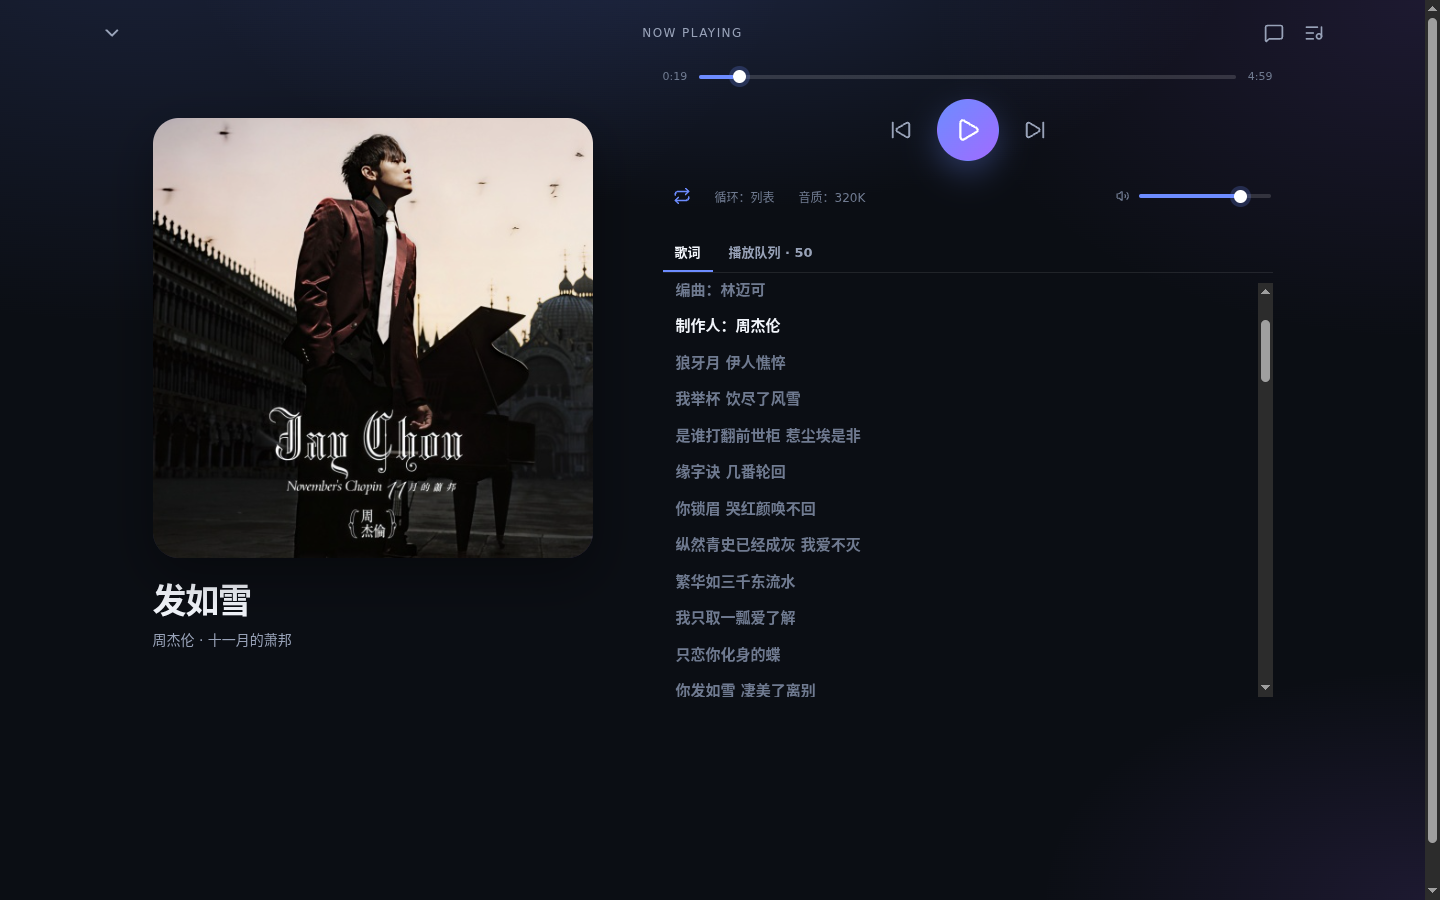 NOW PLAYING
0:19
4:59
循环：列表
音质：320K
歌词
播放队列 · 50
编曲：林迈可
制作人：周杰伦
狼牙月 伊人憔悴
我举杯 饮尽了风雪
是谁打翻前世柜 惹尘埃是非
缘字诀 几番轮回
你锁眉 哭红颜唤不回
纵然青史已经成灰 我爱不灭
繁华如三千东流水
我只取一瓢爱了解
只恋你化身的蝶
你发如雪 凄美了离别
Jay Chou
November's Chopin 11月的蕭邦
周
杰倫
发如雪
周杰伦 · 十一月的萧邦